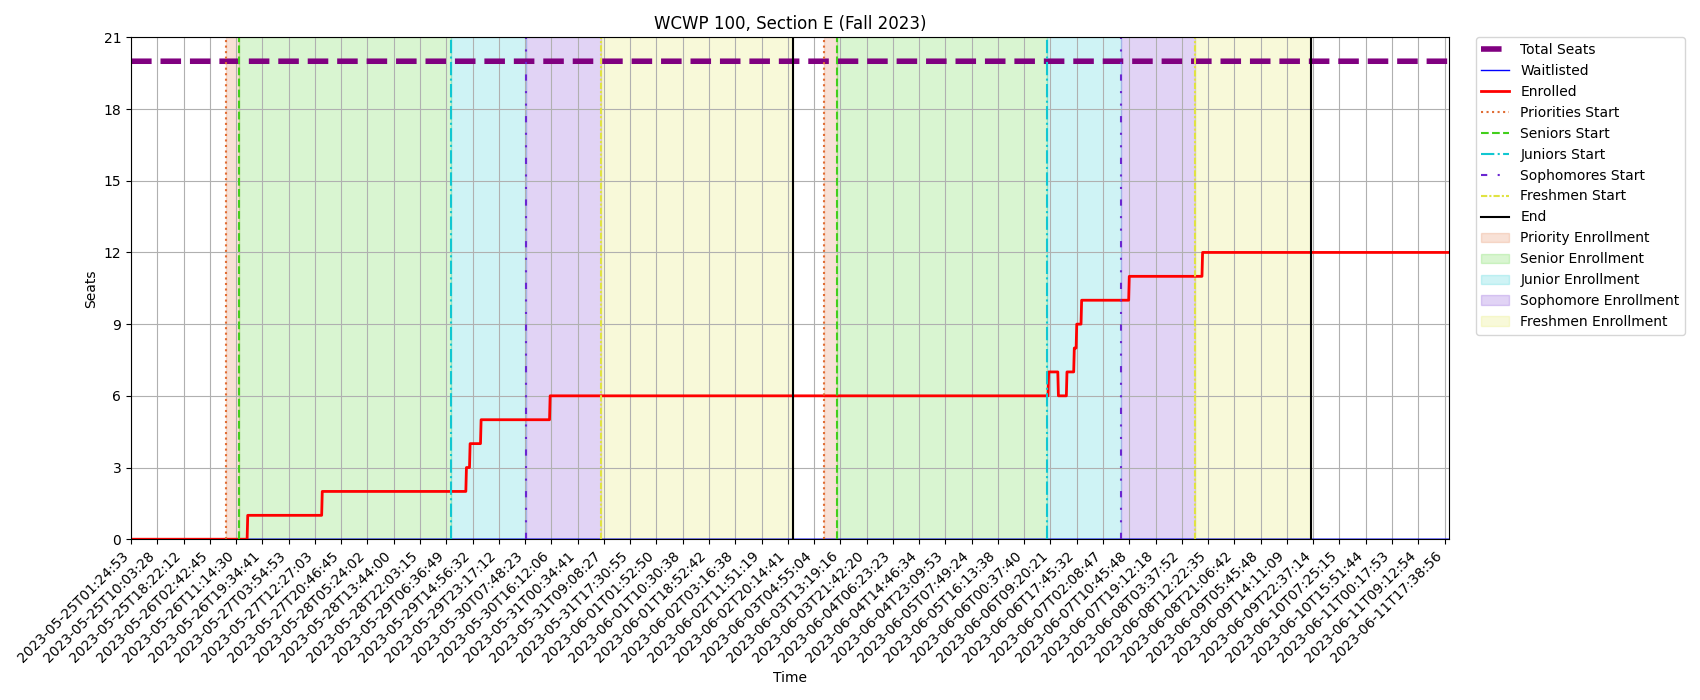 WCWP 100, Section E (Fall 2023)
21
18
15
12
9
6
3
0
Seats
Total Seats
Waitlisted
Enrolled
Priorities Start
Seniors Start
Juniors Start
Sophomores Start
Freshmen Start
End
Priority Enrollment
Senior Enrollment
Junior Enrollment
Sophomore Enrollment
Freshmen Enrollment
2023-05-25T01:24:53
2023-05-25T10:03:28
2023-05-25T18:22:12
2023-05-26T02:42:45
2023-05-26T11:14:30
2023-05-26T19:34:41
2023-05-27T03:54:53
2023-05-27T12:27:03
2023-05-27T20:46:45
2023-05-28T05:24:02
2023-05-28T13:44:00
2023-05-28T22:03:15
2023-05-29T06:36:49
2023-05-29T14:56:32
2023-05-29T23:17:12
2023-05-30T07:48:23
2023-05-30T16:12:06
2023-05-31T00:34:41
2023-05-31T09:08:27
2023-05-31T17:30:55
2023-06-01T01:52:50
2023-06-01T10:30:38
2023-06-01T18:52:42
2023-06-02T03:16:38
2023-06-02T11:51:19
2023-06-02T20:14:41
2023-06-03T04:55:04
2023-06-03T13:19:16
2023-06-03T21:42:20
2023-06-04T06:23:23
2023-06-04T14:46:34
2023-06-04T23:09:53
2023-06-05T07:49:24
2023-06-05T16:13:38
2023-06-06T00:37:40
2023-06-06T09:20:21
2023-06-06T17:45:32
2023-06-07T02:08:47
2023-06-07T10:45:48
2023-06-07T19:12:18
2023-06-08T03:37:52
2023-06-08T12:22:35
2023-06-08T21:06:42
2023-06-09T05:45:48
2023-06-09T14:11:09
2023-06-09T22:37:14
2023-06-10T07:25:15
2023-06-10T15:51:44
2023-06-11T00:17:53
2023-06-11T09:12:54
2023-06-11T17:38:56
Time